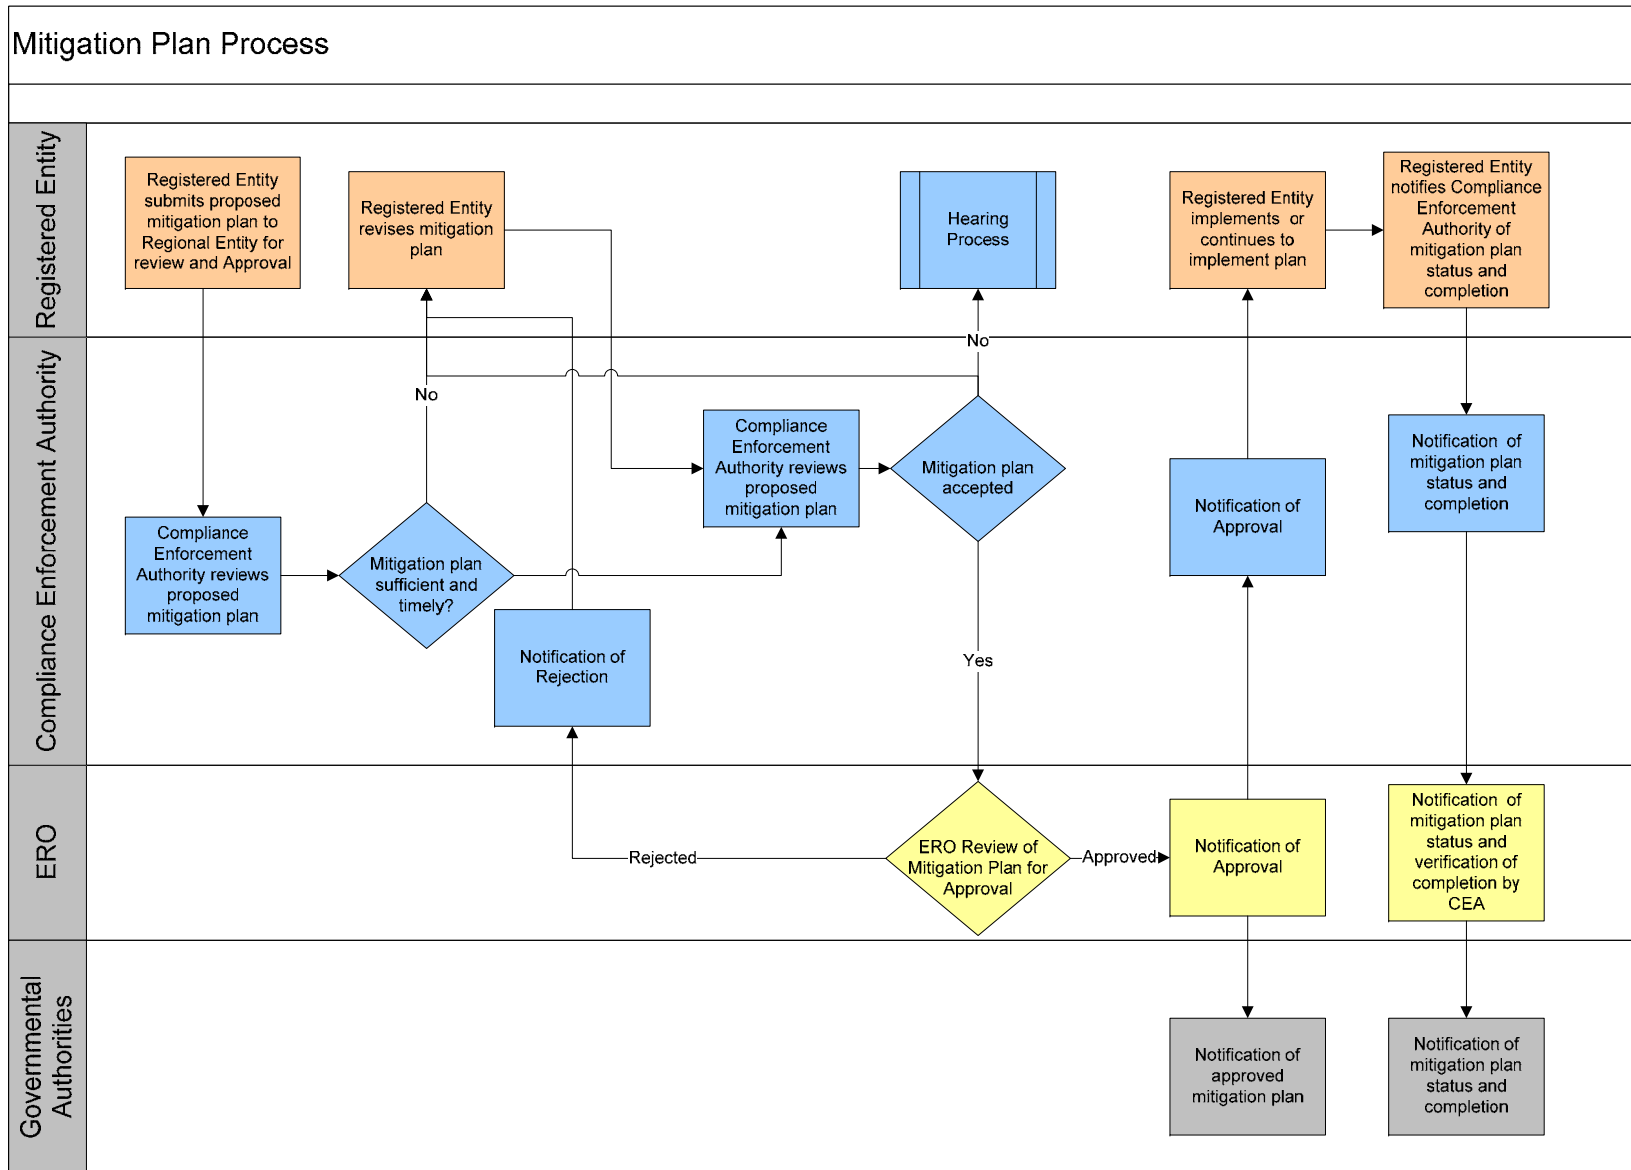 Mitigation Plan Process
Registered Entity
Registered Entity
submits proposed
mitigation plan to
Regional Entity for
review and Approval
Registered Entity
revises mitigation
plan
Hearing
Process
Registered Entity
implements or
continues to
implement plan
Registered Entity
notifies Compliance
Enforcement
Authority of
mitigation plan
status and
completion
Compliance Enforcement Authority
No
No
Compliance
Enforcement
Authority reviews
proposed
mitigation plan
Mitigation plan
sufficient and
timely?
Notification of
Rejection
Compliance
Enforcement
Authority reviews
proposed
mitigation plan
Mitigation plan
accepted
Yes
Notification of
Approval
Notification of
mitigation plan
status and
completion
ERO
Rejected
ERO Review of
Mitigation Plan for
Approval
Approved
Notification of
Approval
Notification of
mitigation plan
status and
verification of
completion by
CEA
Governmental
Authorities
Notification of
approved
mitigation plan
Notification of
mitigation plan
status and
completion